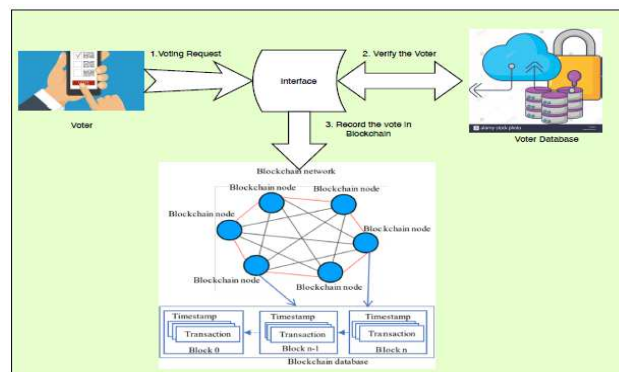 1.Voting Request
2. Verify the Voter
Interface
Voter
Voter Database
3. Record the vote in
Blockchain
Blockchain network
Blockchain node
Blockchain node
Blockchain node
Blockchain node
Blockchain node
Blockchain node
Timestamp
Timestamp
Timestamp
Transaction
Transaction
Transaction
Block 0
Block n-1
Block n
Blockchain database
alamy stock photo